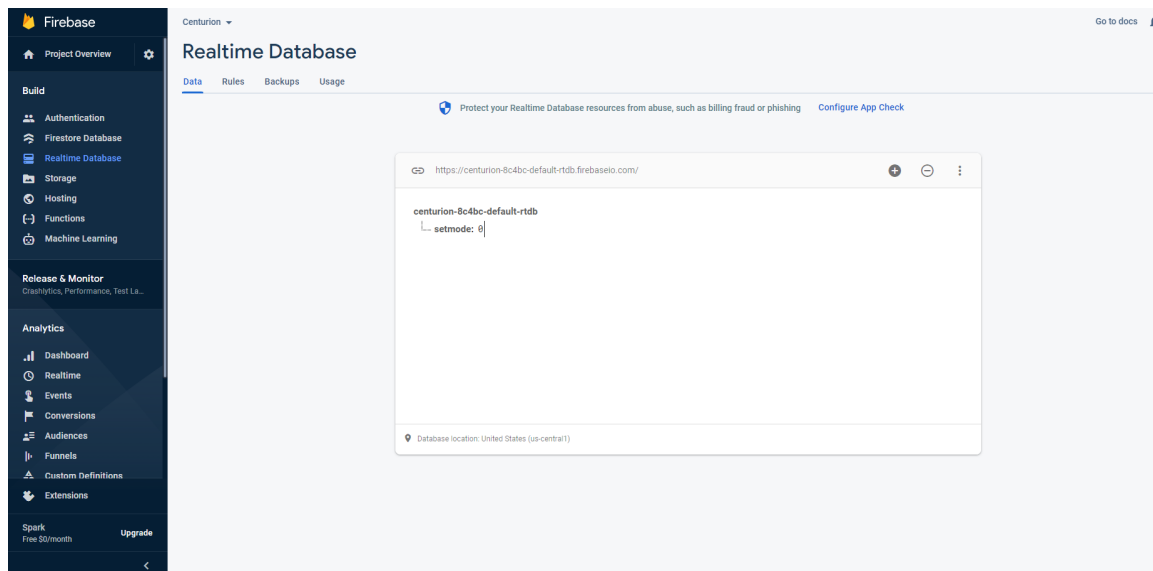 Firebase
Project Overview
Build
Authentication
Firestore Database
Realtime Database
Storage
Hosting
Functions
Machine Learning
Release & Monitor
Crashlytics, Performance, Test La...
Analytics
Dashboard
Realtime
Events
Conversions
Audiences
Funnels
Custom Definitions
Extensions
Spark
Free $0/month
Upgrade
Centurion
Go to docs
Realtime Database
Data Rules Backups Usage
Protect your Realtime Database resources from abuse, such as billing fraud or phishing Configure App Check
https://centurion-8c4bc-default-rtdb.firebaseio.com/
centurion-8c4bc-default-rtdb
setmode: 0
Database location: United States (us-central1)